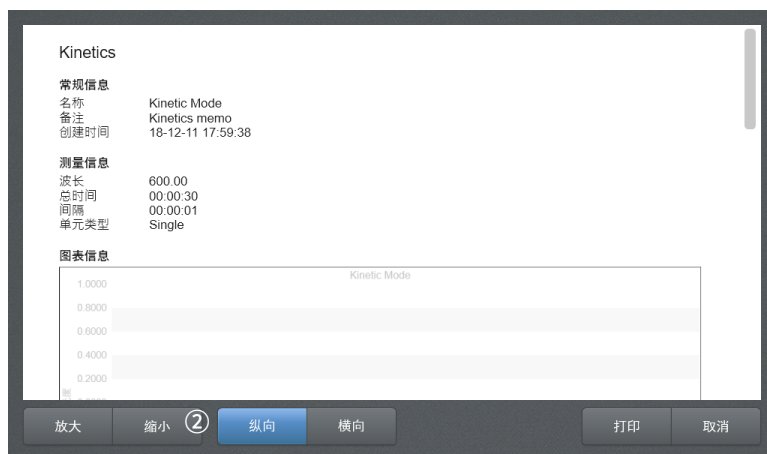 Kinetics
常规信息
名称 Kinetic Mode
备注 Kinetics memo
创建时间 18-12-11 17:59:38
测量信息
波长 600.00
总时间 00:00:30
间隔 00:00:01
单元类型 Single
图表信息
Kinetic Mode
1.0000
0.8000
0.6000
0.4000
0.2000
放大 缩小 ② 纵向 横向 打印 取消